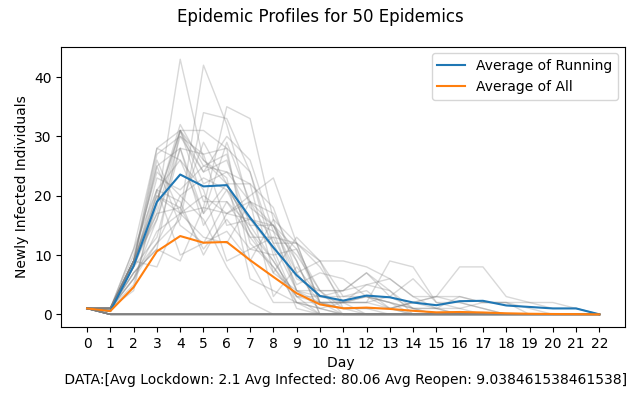 Epidemic Profiles for 50 Epidemics
Average of Running
Average of All
Newly Infected Individuals
40
30
20
10
0
0 1 2 3 4 5 6 7 8 9 10 11 12 13 14 15 16 17 18 19 20 21 22
Day
DATA:[Avg Lockdown: 2.1 Avg Infected: 80.06 Avg Reopen: 9.038461538461538]